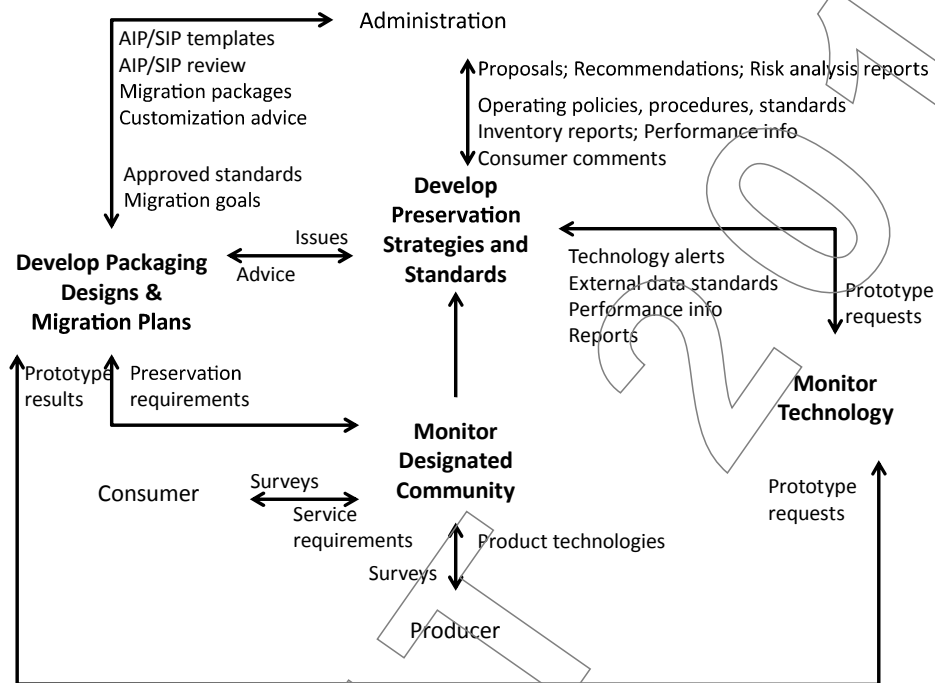 Administration
AIP/SIP templates
AIP/SIP review
Migration packages
Customization advice
Proposals; Recommendations; Risk analysis reports
Operating policies, procedures, standards
Inventory reports; Performance info
Consumer comments
Approved standards
Migration goals
Develop
Preservation
Strategies and
Standards
Issues
Advice
Develop Packaging
Designs &
Migration Plans
Technology alerts
External data standards
Performance info
Reports
Prototype
requests
Prototype
results
Preservation
requirements
Monitor
Technology
Monitor
Designated
Community
Consumer
Surveys
Service
requirements
Prototype
requests
Product technologies
Surveys
Producer
T 2 0 1